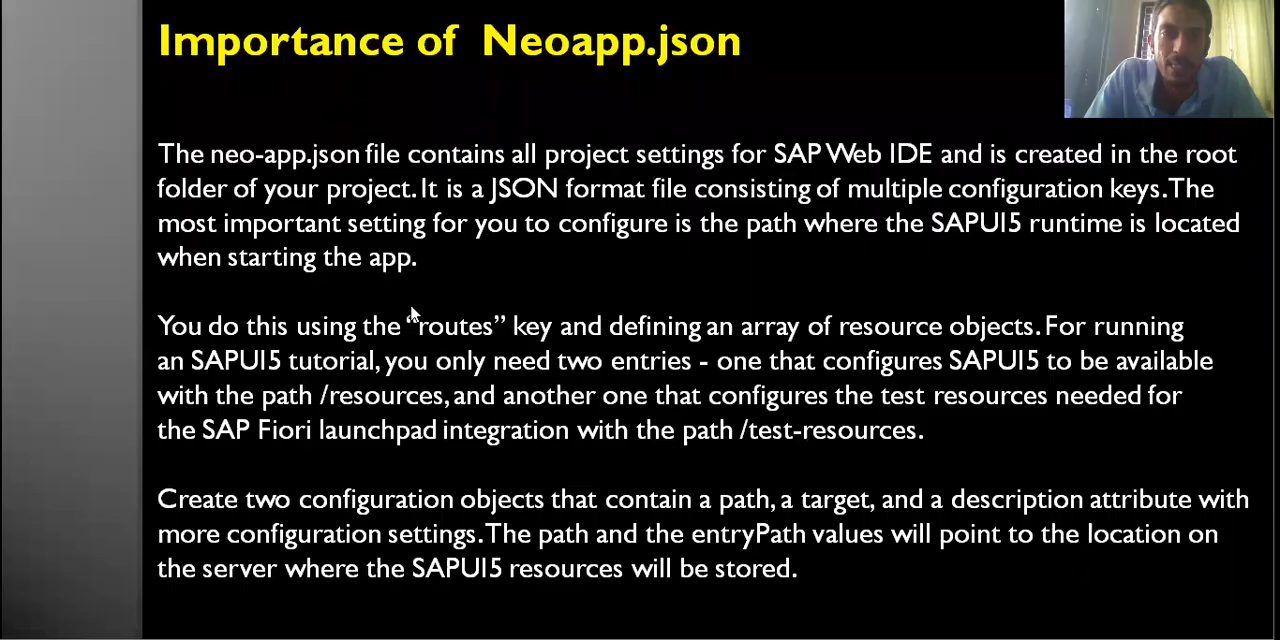 Importance of Neoapp.json
The neo-app.json file contains all project settings for SAP Web IDE and is created in the root
folder of your project. It is a JSON format file consisting of multiple configuration keys. The
most important setting for you to configure is the path where the SAPUI5 runtime is located
when starting the app.
You do this using the “routes” key and defining an array of resource objects. For running
an SAPUI5 tutorial, you only need two entries - one that configures SAPUI5 to be available
with the path /resources, and another one that configures the test resources needed for
the SAP Fiori launchpad integration with the path /test-resources.
Create two configuration objects that contain a path, a target, and a description attribute with
more configuration settings. The path and the entryPath values will point to the location on
the server where the SAPUI5 resources will be stored.